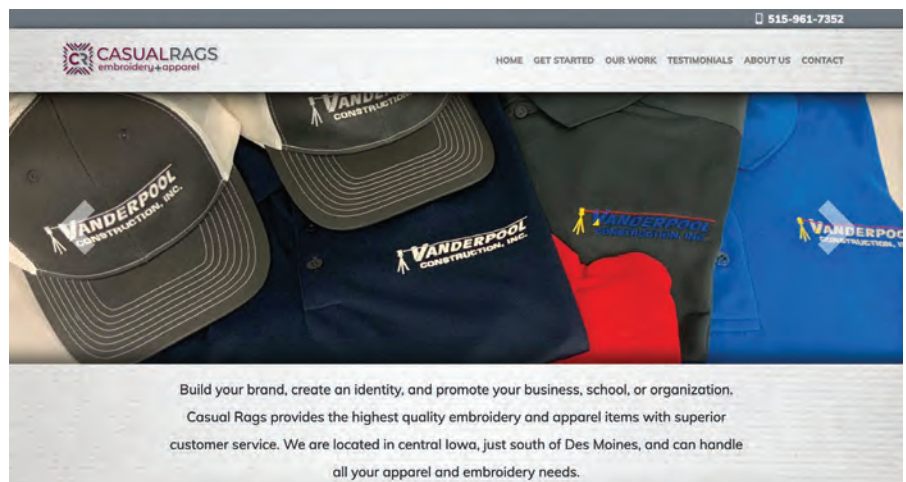 515-961-7352
CR CASUALRAGS
embroidery+apparel
HOME GET STARTED OUR WORK TESTIMONIALS ABOUT US CONTACT
VANDERPOOL
CONSTRUCTION, INC.
VANDERPOOL
CONSTRUCTION
VANDERPOOL
CONSTRUCTION, INC.
VANDERPOOL
CONSTRUCTION, INC.
VANDERPOO
CONSTRUCTION, I
Build your brand, create an identity, and promote your business, school, or organization.
Casual Rags provides the highest quality embroidery and apparel items with superior
customer service. We are located in central Iowa, just south of Des Moines, and can handle
all your apparel and embroidery needs.